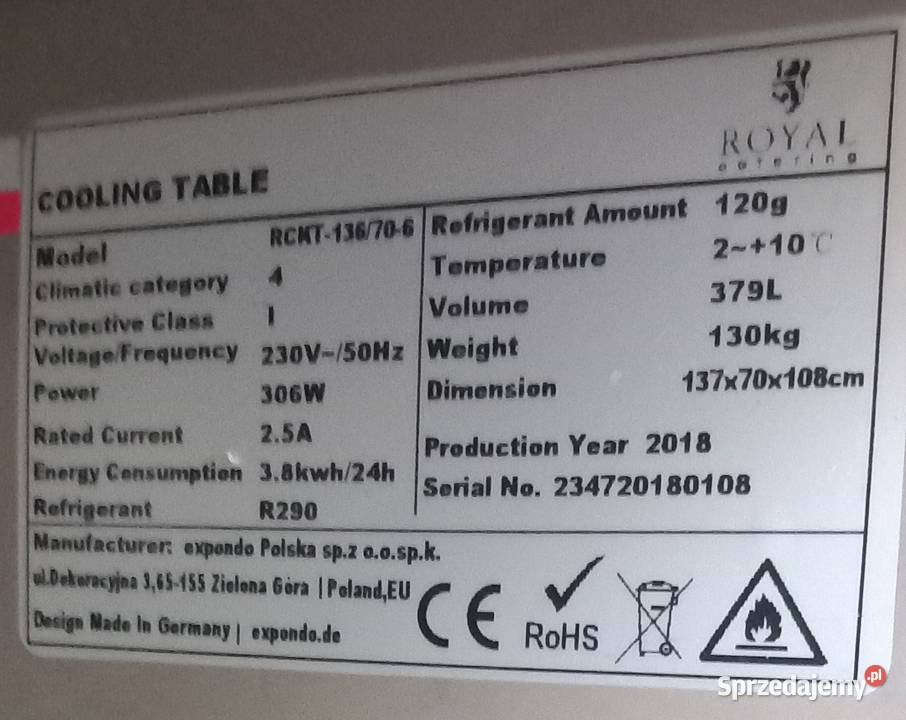 ROYAL
catering
COOLING TABLE
Model RCKT-136/70-6
Climatic category 4
Protective Class I
Voltage/Frequency 230V~/50Hz
Power 306W
Rated Current 2.5A
Energy Consumption 3.8kwh/24h
Refrigerant R290
Refrigerant Amount 120g
Temperature 2~+10℃
Volume 379L
Weight 130kg
Dimension 137x70x108cm
Production Year 2018
Serial No. 234720180108
Manufacturer: expondo Polska sp.z o.o.sp.k.
ul.Dekoracyjna 3,65-155 Zielona Góra | Poland,EU
Design Made In Germany | expondo.de
CE
RoHS
Sprzedajemy.pl